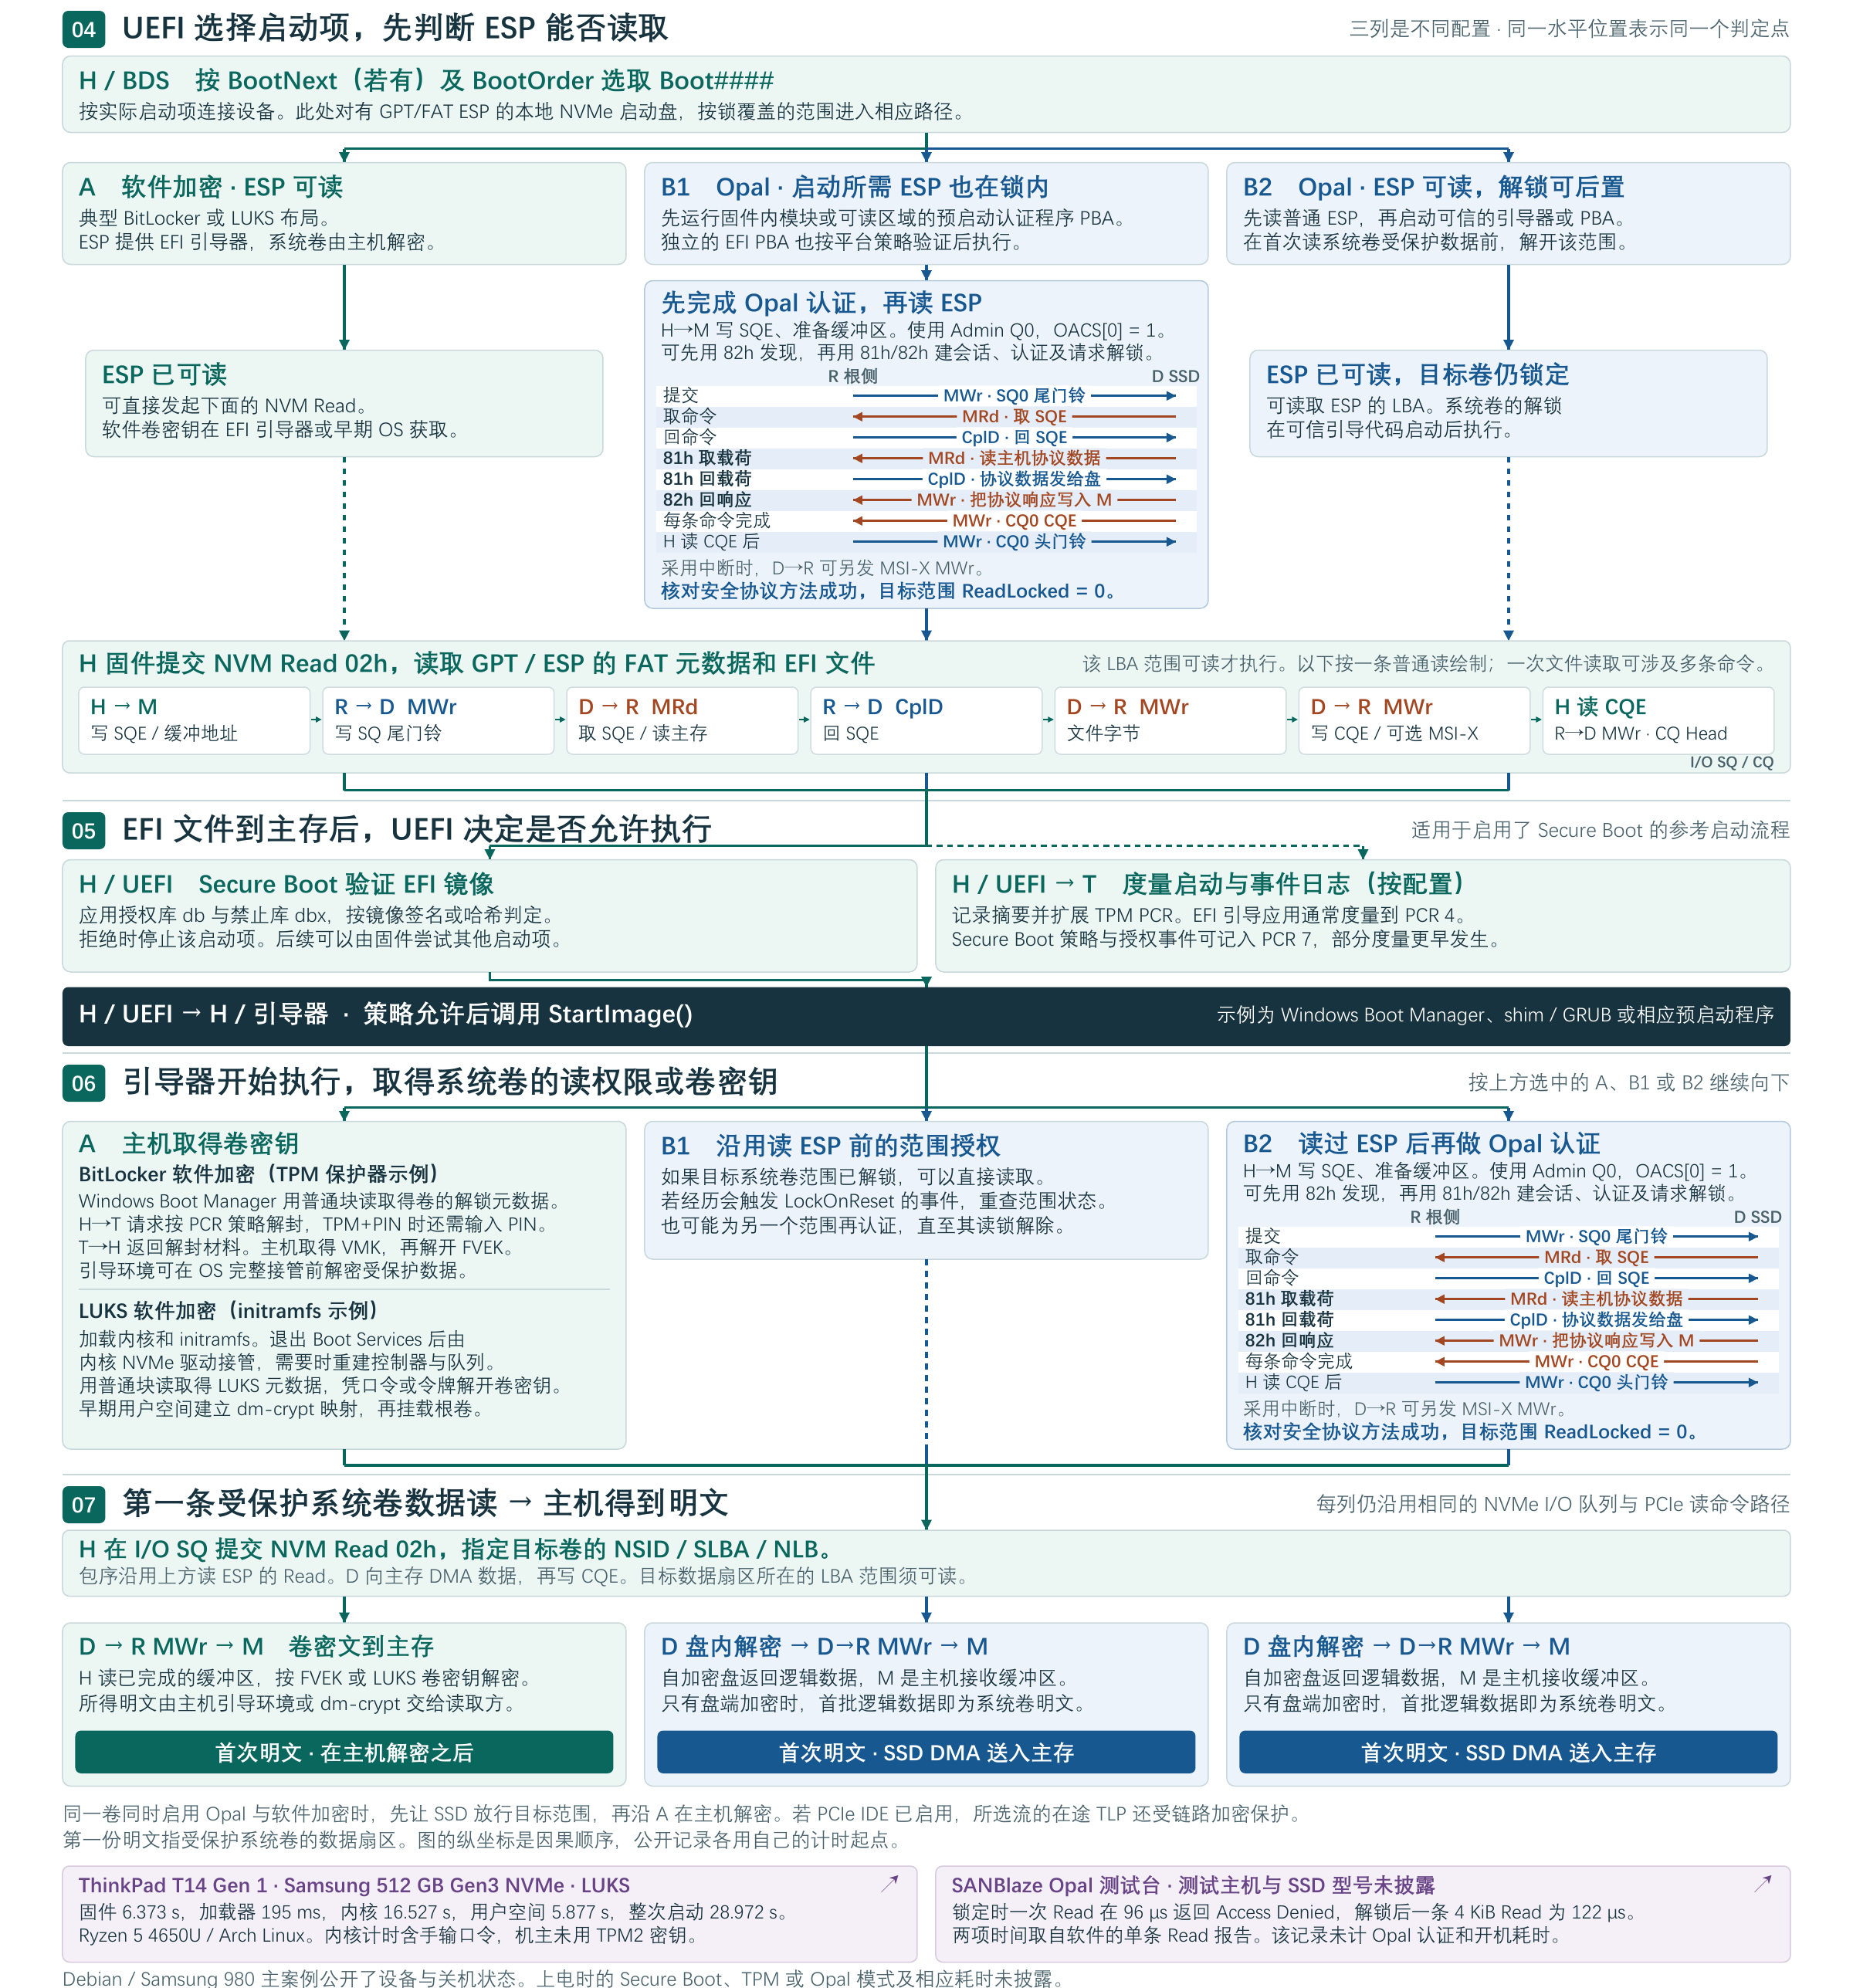 04 UEFI 选择启动项，先判断 ESP 能否读取
三列是不同配置 · 同一水平位置表示同一个判定点
H / BDS 按 BootNext（若有）及 BootOrder 选取 Boot####
按实际启动项连接设备。此处对有 GPT/FAT ESP 的本地 NVMe 启动盘，按锁覆盖的范围进入相应路径。
A 软件加密 · ESP 可读
典型 BitLocker 或 LUKS 布局。
ESP 提供 EFI 引导器，系统卷由主机解密。
B1 Opal · 启动所需 ESP 也在锁内
先运行固件内模块或可读区域的预启动认证程序 PBA。
独立的 EFI PBA 也按平台策略验证后执行。
B2 Opal · ESP 可读，解锁可后置
先读普通 ESP，再启动可信的引导器或 PBA。
在首次读系统卷受保护数据前，解开该范围。
ESP 已可读
可直接发起下面的 NVM Read。
软件卷密钥在 EFI 引导器或早期 OS 获取。
先完成 Opal 认证，再读 ESP
H→M 写 SQE、准备缓冲区。使用 Admin Q0，OACS[0] = 1。
可先用 82h 发现，再用 81h/82h 建会话、认证及请求解锁。
R 根侧 D SSD
提交 MWr · SQ0 尾门铃
取命令 MRd · 取 SQE
回命令 CplD · 回 SQE
81h 取载荷 MRd · 读主机协议数据
81h 回载荷 CplD · 协议数据发给盘
82h 回响应 MWr · 把协议响应写入 M
每条命令完成 MWr · CQ0 CQE
H 读 CQE 后 MWr · CQ0 头门铃
采用中断时，D→R 可另发 MSI-X MWr。
核对安全协议方法成功，目标范围 ReadLocked = 0。
ESP 已可读，目标卷仍锁定
可读取 ESP 的 LBA。系统卷的解锁
在可信引导代码启动后执行。
H 固件提交 NVM Read 02h，读取 GPT / ESP 的 FAT 元数据和 EFI 文件
该 LBA 范围可读才执行。以下按一条普通读绘制；一次文件读取可涉及多条命令。
H → M
写 SQE / 缓冲地址
R → D MWr
写 SQ 尾门铃
D → R MRd
取 SQE / 读主存
R → D CplD
回 SQE
D → R MWr
文件字节
D → R MWr
写 CQE / 可选 MSI-X
H 读 CQE
R→D MWr · CQ Head
I/O SQ / CQ
05 EFI 文件到主存后，UEFI 决定是否允许执行
适用于启用了 Secure Boot 的参考启动流程
H / UEFI Secure Boot 验证 EFI 镜像
应用授权库 db 与禁止库 dbx，按镜像签名或哈希判定。
拒绝时停止该启动项。后续可以由固件尝试其他启动项。
H / UEFI → T 度量启动与事件日志（按配置）
记录摘要并扩展 TPM PCR。EFI 引导应用通常度量到 PCR 4。
Secure Boot 策略与授权事件可记入 PCR 7，部分度量更早发生。
H / UEFI → H / 引导器 · 策略允许后调用 StartImage()
示例为 Windows Boot Manager、shim / GRUB 或相应预启动程序
06 引导器开始执行，取得系统卷的读权限或卷密钥
按上方选中的 A、B1 或 B2 继续向下
A 主机取得卷密钥
BitLocker 软件加密（TPM 保护器示例）
Windows Boot Manager 用普通块读取得卷的解锁元数据。
H→T 请求按 PCR 策略解封，TPM+PIN 时还需输入 PIN。
T→H 返回解封材料。主机取得 VMK，再解开 FVEK。
引导环境可在 OS 完整接管前解密受保护数据。
LUKS 软件加密（initramfs 示例）
加载内核和 initramfs。退出 Boot Services 后由
内核 NVMe 驱动接管，需要时重建控制器与队列。
用普通块读取得 LUKS 元数据，凭口令或令牌解开卷密钥。
早期用户空间建立 dm-crypt 映射，再挂载根卷。
B1 沿用读 ESP 前的范围授权
如果目标系统卷范围已解锁，可以直接读取。
若经历会触发 LockOnReset 的事件，重查范围状态。
也可能为另一个范围再认证，直至其读锁解除。
B2 读过 ESP 后再做 Opal 认证
H→M 写 SQE、准备缓冲区。使用 Admin Q0，OACS[0] = 1。
可先用 82h 发现，再用 81h/82h 建会话、认证及请求解锁。
R 根侧 D SSD
提交 MWr · SQ0 尾门铃
取命令 MRd · 取 SQE
回命令 CplD · 回 SQE
81h 取载荷 MRd · 读主机协议数据
81h 回载荷 CplD · 协议数据发给盘
82h 回响应 MWr · 把协议响应写入 M
每条命令完成 MWr · CQ0 CQE
H 读 CQE 后 MWr · CQ0 头门铃
采用中断时，D→R 可另发 MSI-X MWr。
核对安全协议方法成功，目标范围 ReadLocked = 0。
07 第一条受保护系统卷数据读 → 主机得到明文
每列仍沿用相同的 NVMe I/O 队列与 PCIe 读命令路径
H 在 I/O SQ 提交 NVM Read 02h，指定目标卷的 NSID / SLBA / NLB。
包序沿用上方读 ESP 的 Read。D 向主存 DMA 数据，再写 CQE。目标数据扇区所在的 LBA 范围须可读。
D → R MWr → M 卷密文到主存
H 读已完成的缓冲区，按 FVEK 或 LUKS 卷密钥解密。
所得明文由主机引导环境或 dm-crypt 交给读取方。
首次明文 · 在主机解密之后
D 盘内解密 → D→R MWr → M
自加密盘返回逻辑数据，M 是主机接收缓冲区。
只有盘端加密时，首批逻辑数据即为系统卷明文。
首次明文 · SSD DMA 送入主存
D 盘内解密 → D→R MWr → M
自加密盘返回逻辑数据，M 是主机接收缓冲区。
只有盘端加密时，首批逻辑数据即为系统卷明文。
首次明文 · SSD DMA 送入主存
同一卷同时启用 Opal 与软件加密时，先让 SSD 放行目标范围，再沿 A 在主机解密。若 PCIe IDE 已启用，所选流的在途 TLP 还受链路加密保护。
第一份明文指受保护系统卷的数据扇区。图的纵坐标是因果顺序，公开记录各用自己的计时起点。
ThinkPad T14 Gen 1 · Samsung 512 GB Gen3 NVMe · LUKS ↗
固件 6.373 s，加载器 195 ms，内核 16.527 s，用户空间 5.877 s，整次启动 28.972 s。
Ryzen 5 4650U / Arch Linux。内核计时含手输口令，机主未用 TPM2 密钥。
SANBlaze Opal 测试台 · 测试主机与 SSD 型号未披露 ↗
锁定时一次 Read 在 96 μs 返回 Access Denied，解锁后一条 4 KiB Read 为 122 μs。
两项时间取自软件的单条 Read 报告。该记录未计 Opal 认证和开机耗时。
Debian / Samsung 980 主案例公开了设备与关机状态。上电时的 Secure Boot、TPM 或 Opal 模式及相应耗时未披露。